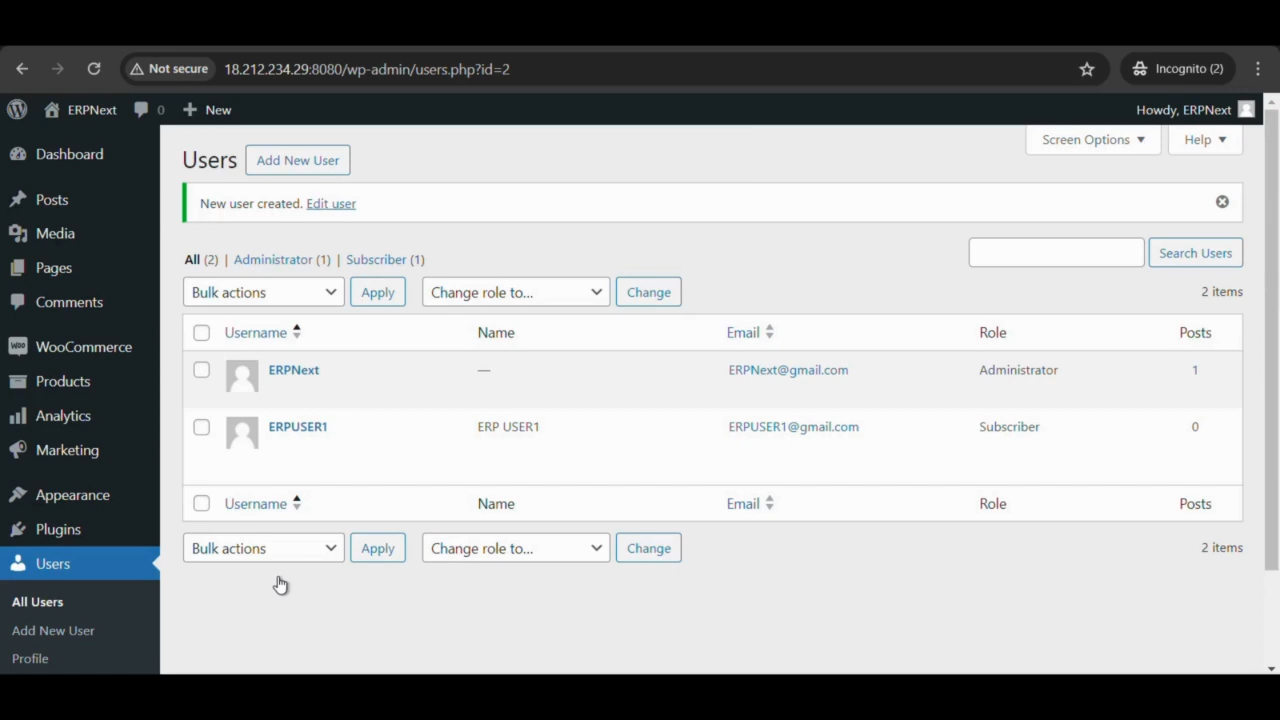 Not secure 18.212.234.29:8080/wp-admin/users.php?id=2 Incognito (2)
ERPNext 0 New Howdy, ERPNext
Dashboard
Posts
Media
Pages
Comments
WooCommerce
Products
Analytics
Marketing
Appearance
Plugins
Users
All Users
Add New User
Profile
Screen Options Help
Users Add New User
New user created. Edit user
All (2) | Administrator (1) | Subscriber (1)
Search Users
Bulk actions Apply Change role to... Change 2 items
Username Name Email Role Posts
ERPNext — ERPNext@gmail.com Administrator 1
ERPUSER1 ERP USER1 ERPUSER1@gmail.com Subscriber 0
Username Name Email Role Posts
Bulk actions Apply Change role to... Change 2 items